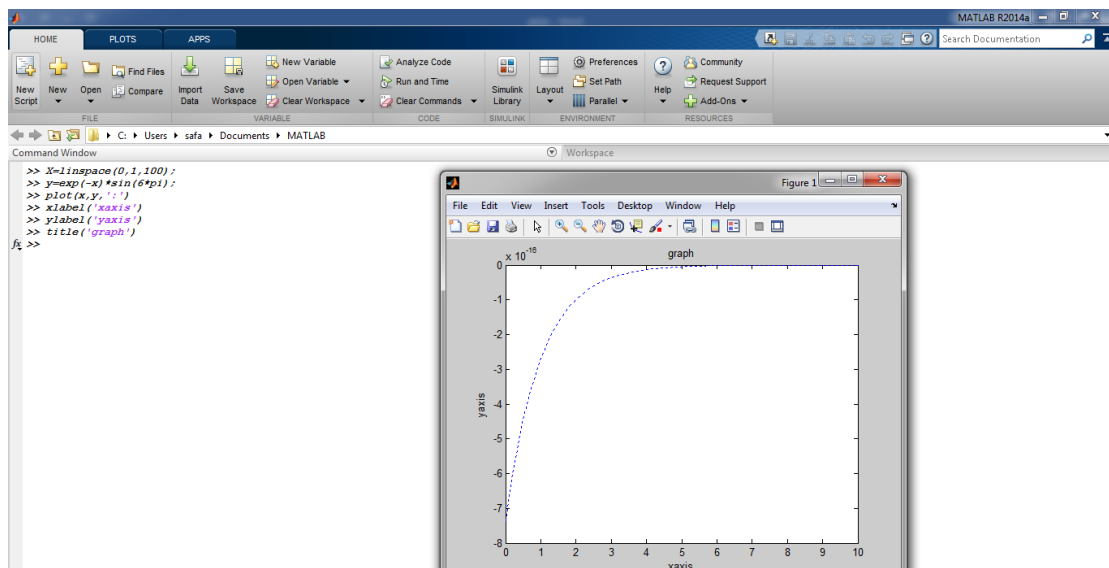 MATLAB R2014a
HOME PLOTS APPS
Search Documentation
New Script
New
Open
Find Files
Compare
Import Data
Save Workspace
New Variable
Open Variable
Clear Workspace
Analyze Code
Run and Time
Clear Commands
Simulink Library
Layout
Preferences
Set Path
Parallel
Help
Community
Request Support
Add-Ons
FILE VARIABLE CODE SIMULINK ENVIRONMENT RESOURCES
C: Users safa Documents MATLAB
Command Window
Workspace
>> X=linspace(0,1,100);
>> y=exp(-x)*sin(6*pi);
>> plot(x,y,':')
>> xlabel('xaxis')
>> ylabel('yaxis')
>> title('graph')
fx >>
Figure 1
File Edit View Insert Tools Desktop Window Help
x 10^-16
graph
0
-1
-2
-3
-4
-5
-6
-7
-8
yaxis
0 1 2 3 4 5 6 7 8 9 10
xaxis